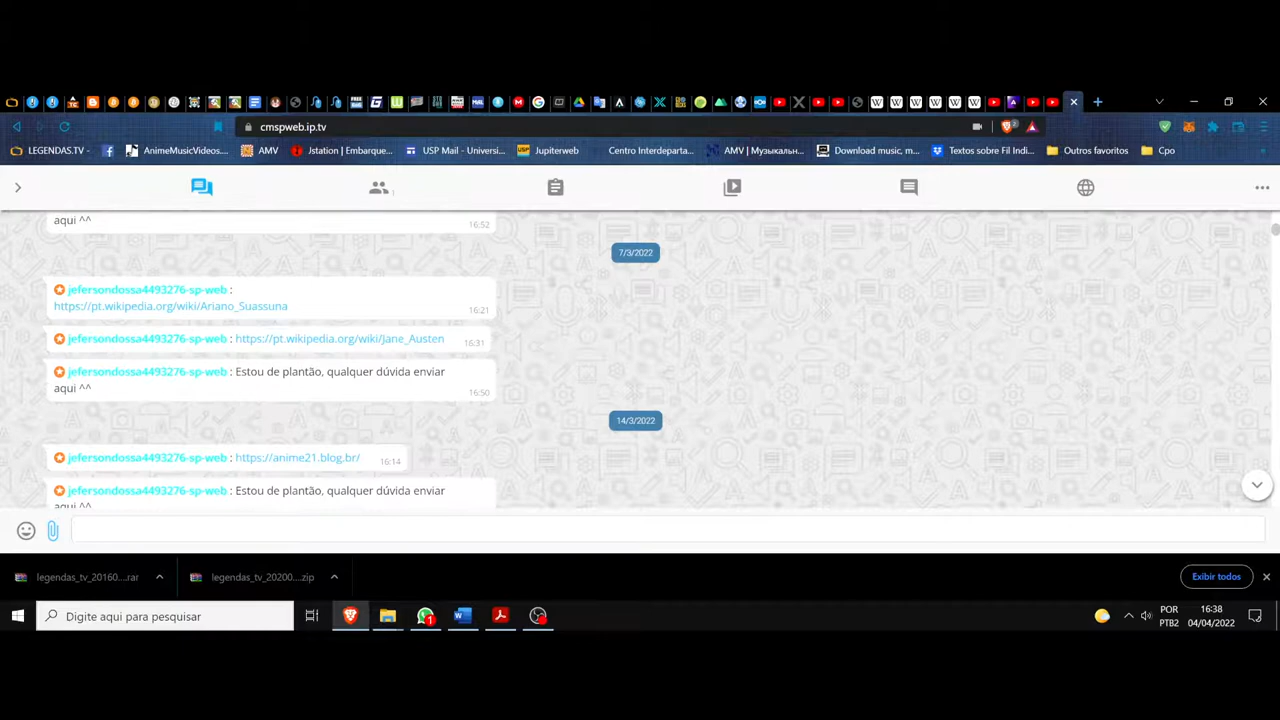 cmspweb.ip.tv
LEGENDAS.TV -
AnimeMusicVideos....
AMV
Jstation | Embarque...
USP Mail - Universi...
Jupiterweb
Centro Interdeparta...
AMV | Музыкальн...
Download music, m...
Textos sobre Fil Indi...
Outros favoritos
Cpo
1
aqui ^^
16:52
7/3/2022
jefersondossa4493276-sp-web :
https://pt.wikipedia.org/wiki/Ariano_Suassuna
16:21
jefersondossa4493276-sp-web : https://pt.wikipedia.org/wiki/Jane_Austen
16:31
jefersondossa4493276-sp-web : Estou de plantão, qualquer dúvida enviar
aqui ^^
16:50
14/3/2022
jefersondossa4493276-sp-web : https://anime21.blog.br/
16:14
jefersondossa4493276-sp-web : Estou de plantão, qualquer dúvida enviar
aqui ^^
legendas_tv_20160....rar
legendas_tv_20200....zip
Exibir todos
Digite aqui para pesquisar
1
POR
PTB2
16:38
04/04/2022